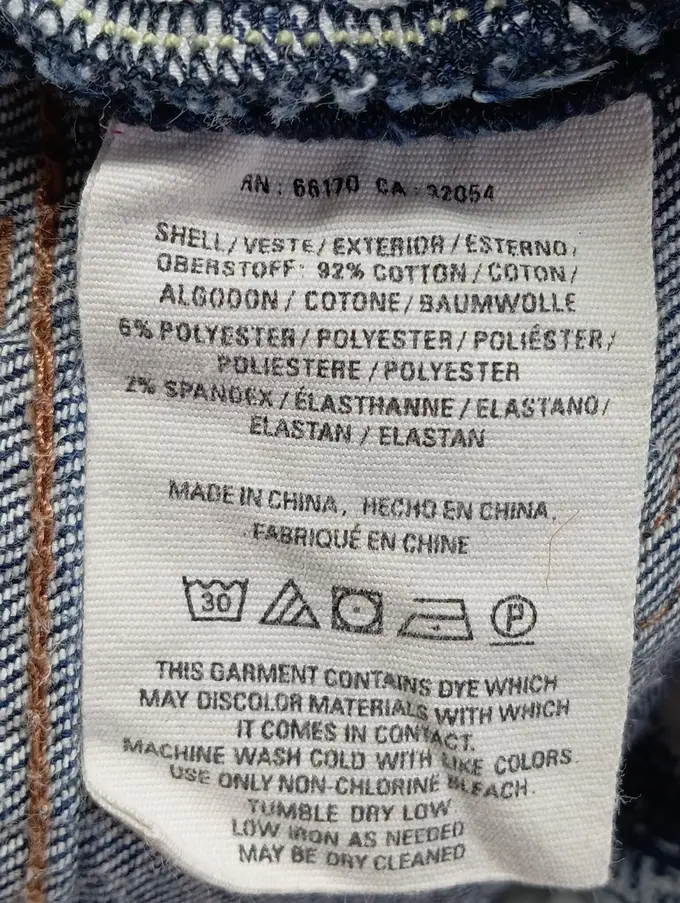 RN: 66170 CA: 32054
SHELL / VESTE / EXTERIOR / ESTERNO /
OBERSTOFF: 92% COTTON / COTON /
ALGODON / COTONE / BAUMWOLLE
6% POLYESTER / POLYESTER / POLIÉSTER /
POLIESTERE / POLYESTER
2% SPANDEX / ÉLASTHANNE / ELASTANO /
ELASTAN / ELASTAN
MADE IN CHINA, HECHO EN CHINA,
FABRIQUÉ EN CHINE
30 P
THIS GARMENT CONTAINS DYE WHICH
MAY DISCOLOR MATERIALS WITH WHICH
IT COMES IN CONTACT.
MACHINE WASH COLD WITH LIKE COLORS.
USE ONLY NON-CHLORINE BLEACH.
TUMBLE DRY LOW
LOW IRON AS NEEDED
MAY BE DRY CLEANED